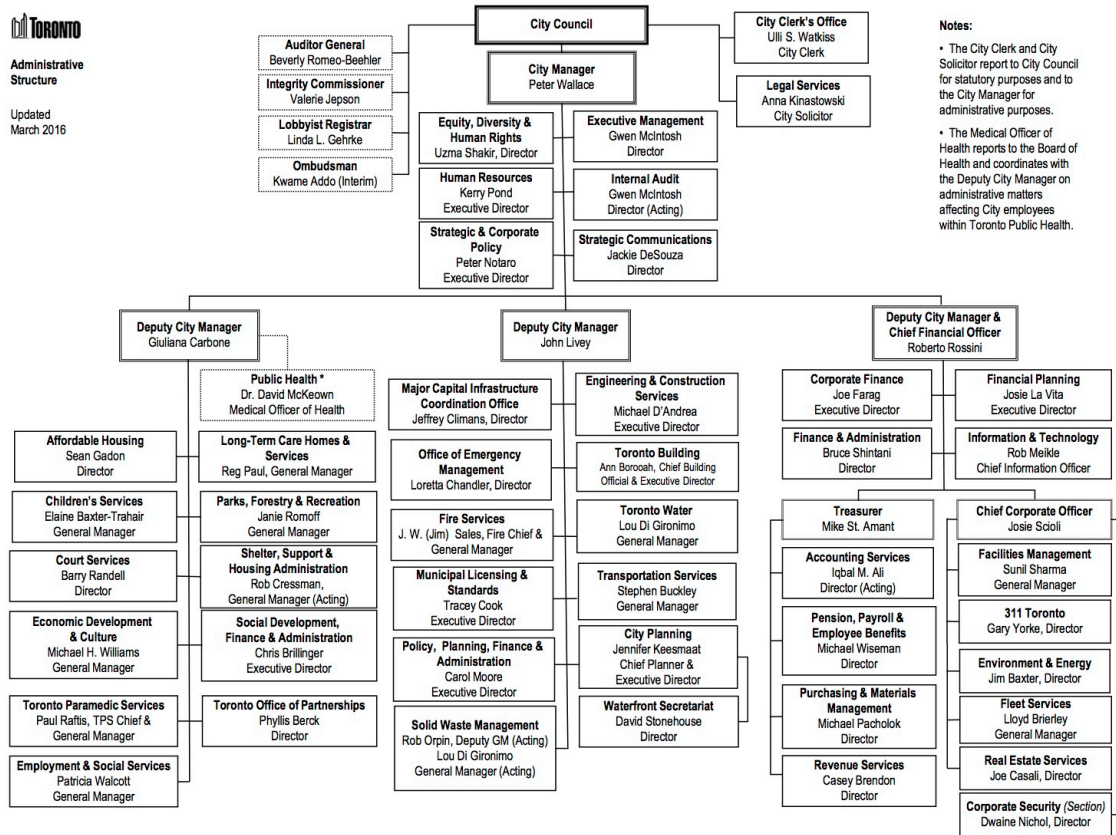 TORONTO
Administrative
Structure
Updated
March 2016
City Council
City Manager
Peter Wallace
Auditor General
Beverly Romeo-Beehler
Integrity Commissioner
Valerie Jepson
Lobbyist Registrar
Linda L. Gehrke
Ombudsman
Kwame Addo (Interim)
City Clerk's Office
Ulli S. Watkiss
City Clerk
Legal Services
Anna Kinastowski
City Solicitor
Notes:
• The City Clerk and City
Solicitor report to City Council
for statutory purposes and to
the City Manager for
administrative purposes.
• The Medical Officer of
Health reports to the Board of
Health and coordinates with
the Deputy City Manager on
administrative matters
affecting City employees
within Toronto Public Health.
Equity, Diversity &
Human Rights
Uzma Shakir, Director
Executive Management
Gwen McIntosh
Director
Human Resources
Kerry Pond
Executive Director
Internal Audit
Gwen McIntosh
Director (Acting)
Strategic & Corporate
Policy
Peter Notaro
Executive Director
Strategic Communications
Jackie DeSouza
Director
Deputy City Manager
Giuliana Carbone
Public Health *
Dr. David McKeown
Medical Officer of Health
Affordable Housing
Sean Gadon
Director
Long-Term Care Homes &
Services
Reg Paul, General Manager
Children's Services
Elaine Baxter-Trahair
General Manager
Parks, Forestry & Recreation
Janie Romoff
General Manager
Court Services
Barry Randell
Director
Shelter, Support &
Housing Administration
Rob Cressman,
General Manager (Acting)
Economic Development
& Culture
Michael H. Williams
General Manager
Social Development,
Finance & Administration
Chris Brillinger
Executive Director
Toronto Paramedic Services
Paul Raftis, TPS Chief &
General Manager
Toronto Office of Partnerships
Phyllis Berck
Director
Employment & Social Services
Patricia Walcott
General Manager
Deputy City Manager
John Livey
Major Capital Infrastructure
Coordination Office
Jeffrey Climans, Director
Engineering & Construction
Services
Michael D'Andrea
Executive Director
Office of Emergency
Management
Loretta Chandler, Director
Toronto Building
Ann Borooah, Chief Building
Official & Executive Director
Fire Services
J. W. (Jim) Sales, Fire Chief &
General Manager
Toronto Water
Lou Di Gironimo
General Manager
Municipal Licensing &
Standards
Tracey Cook
Executive Director
Transportation Services
Stephen Buckley
General Manager
Policy, Planning, Finance &
Administration
Carol Moore
Executive Director
City Planning
Jennifer Keesmaat
Chief Planner &
Executive Director
Solid Waste Management
Rob Orpin, Deputy GM (Acting)
Lou Di Gironimo
General Manager (Acting)
Waterfront Secretariat
David Stonehouse
Director
Deputy City Manager &
Chief Financial Officer
Roberto Rossini
Corporate Finance
Joe Farag
Executive Director
Financial Planning
Josie La Vita
Executive Director
Finance & Administration
Bruce Shintani
Director
Information & Technology
Rob Meikle
Chief Information Officer
Treasurer
Mike St. Amant
Accounting Services
Iqbal M. Ali
Director (Acting)
Pension, Payroll &
Employee Benefits
Michael Wiseman
Director
Purchasing & Materials
Management
Michael Pacholok
Director
Revenue Services
Casey Brendon
Director
Chief Corporate Officer
Josie Scioli
Facilities Management
Sunil Sharma
General Manager
311 Toronto
Gary Yorke, Director
Environment & Energy
Jim Baxter, Director
Fleet Services
Lloyd Brierley
General Manager
Real Estate Services
Joe Casali, Director
Corporate Security (Section)
Dwaine Nichol, Director